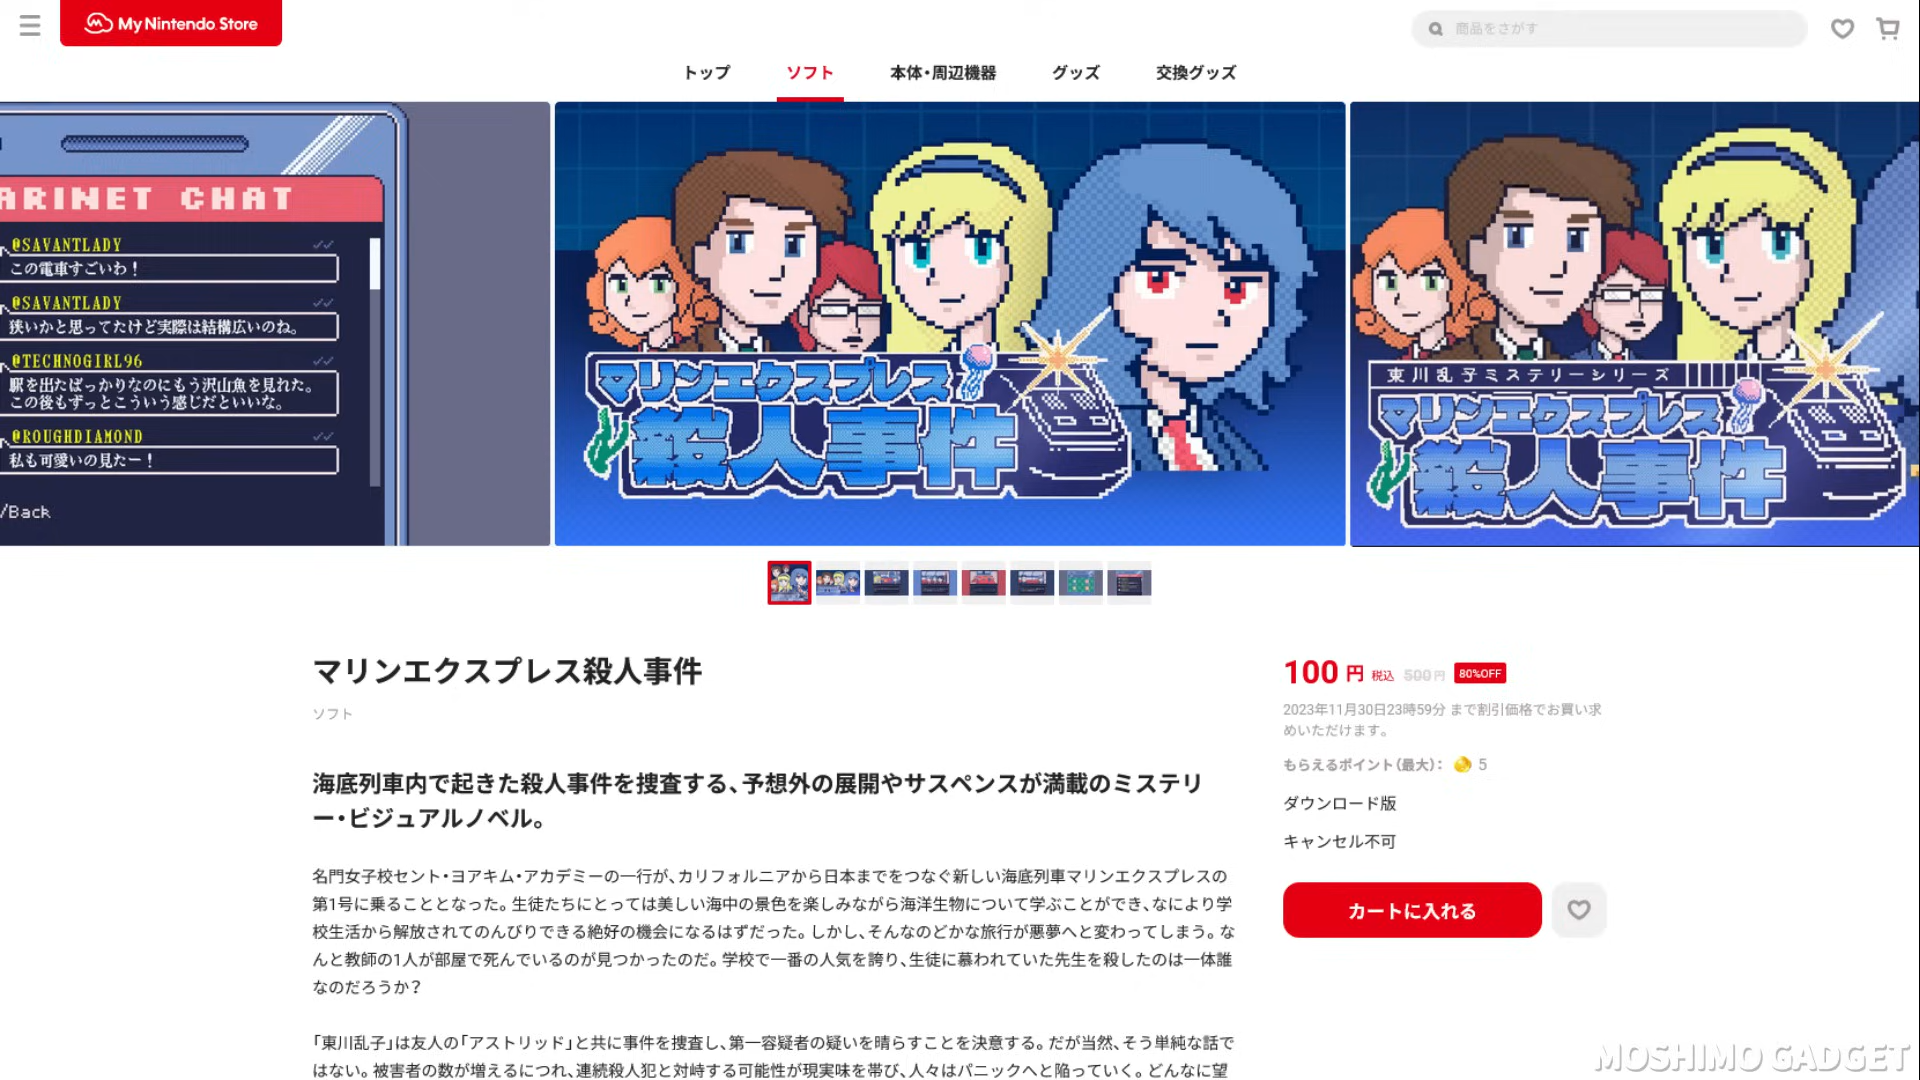 My Nintendo Store
商品をさがす
トップ
ソフト
本体・周辺機器
グッズ
交換グッズ
ARINET CHAT
@SAVANTLADY
この電車すごいわ！
@SAVANTLADY
狭いかと思ってたけど実際は結構広いのね。
@TECHNOGIRL96
駅を出たばっかりなのにもう沢山魚を見れた。
この後もずっとこういう感じだといいな。
@ROUGHDIAMOND
私も可愛いの見たー！
/Back
マリンエクスプレス
殺人事件
東川乱子ミステリーシリーズ
マリンエクスプレス
殺人事件
マリンエクスプレス殺人事件
ソフト
海底列車内で起きた殺人事件を捜査する、予想外の展開やサスペンスが満載のミステリ
ー・ビジュアルノベル。
名門女子校セント・ヨアキム・アカデミーの一行が、カリフォルニアから日本までをつなぐ新しい海底列車マリンエクスプレスの
第1号に乗ることとなった。生徒たちにとっては美しい海中の景色を楽しみながら海洋生物について学ぶことができ、なにより学
校生活から解放されてのんびりできる絶好の機会になるはずだった。しかし、そんなのどかな旅行が悪夢へと変わってしまう。な
んと教師の1人が部屋で死んでいるのが見つかったのだ。学校で一番の人気を誇り、生徒に慕われていた先生を殺したのは一体誰
なのだろうか？
「東川乱子」は友人の「アストリッド」と共に事件を捜査し、第一容疑者の疑いを晴らすことを決意する。だが当然、そう単純な話で
はない。被害者の数が増えるにつれ、連続殺人犯と対峙する可能性が現実味を帯び、人々はパニックへと陥っていく。どんなに望
100 円 税込 500 円 80%OFF
2023年11月30日23時59分 まで割引価格でお買い求
めいただけます。
もらえるポイント（最大）： 5
ダウンロード版
キャンセル不可
カートに入れる
MOSHIMO GADGET